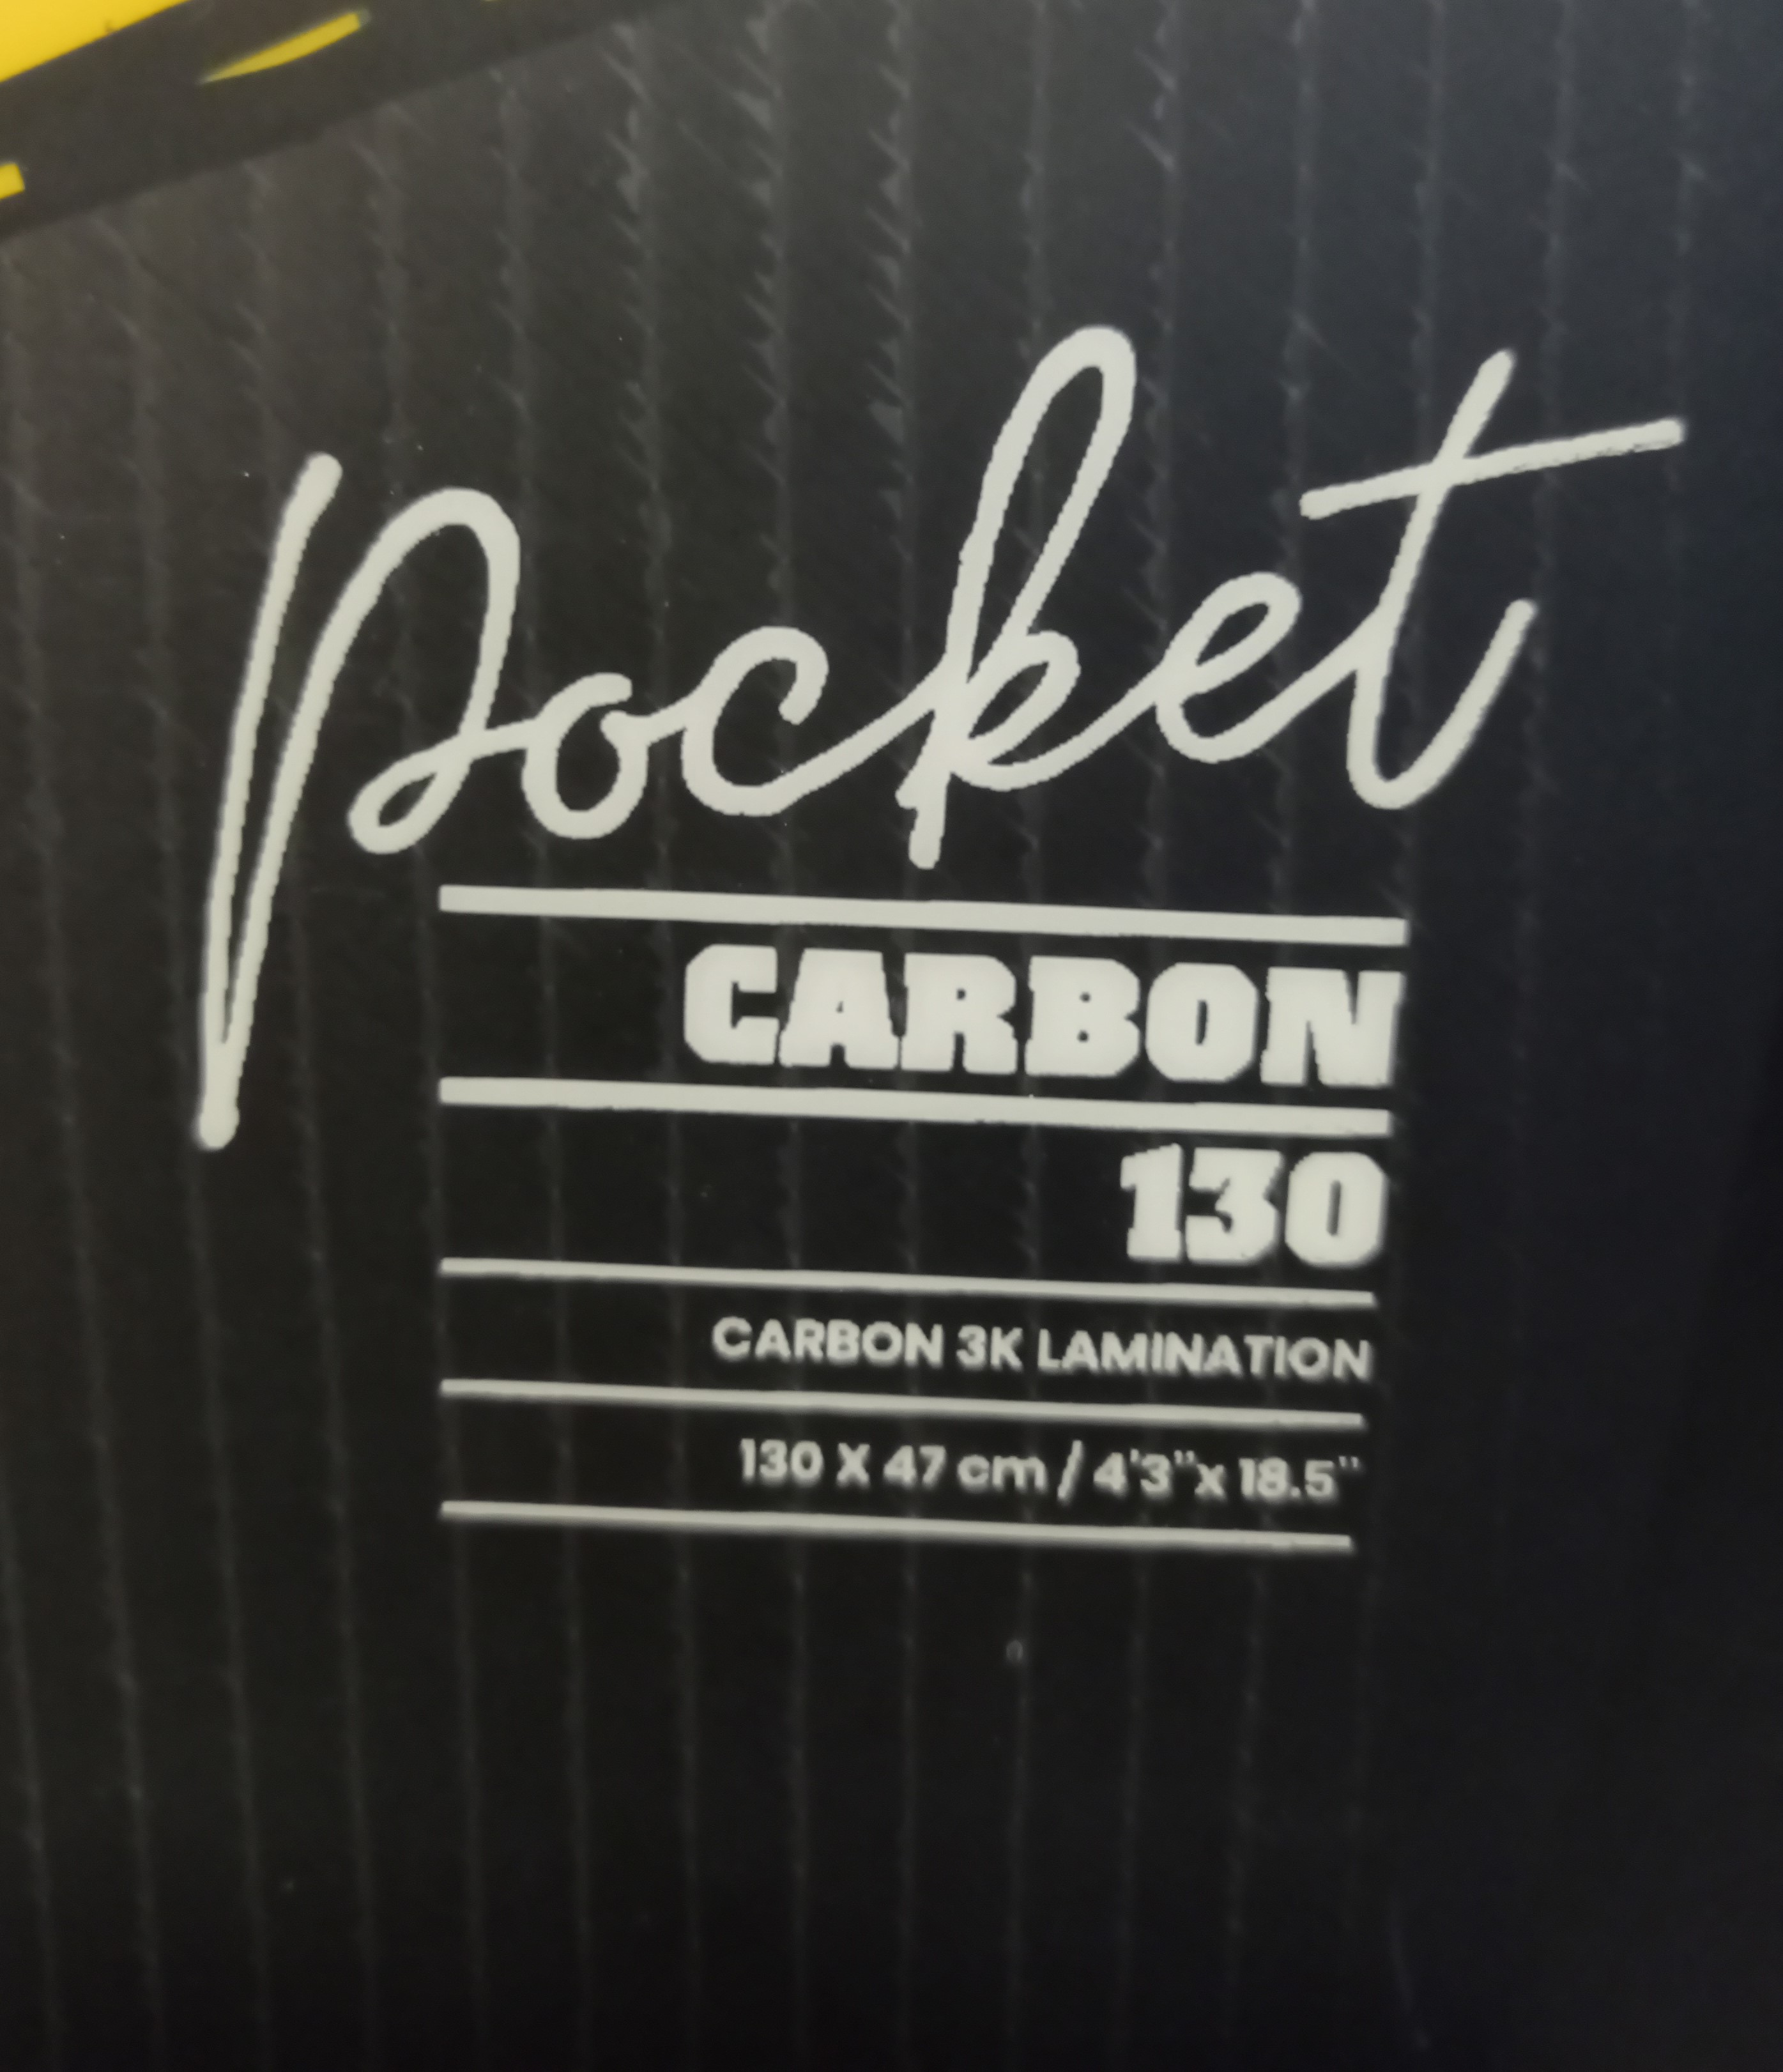 Pocket
CARBON
130
CARBON 3K LAMINATION
130 X 47 cm / 4'3"x 18.5"